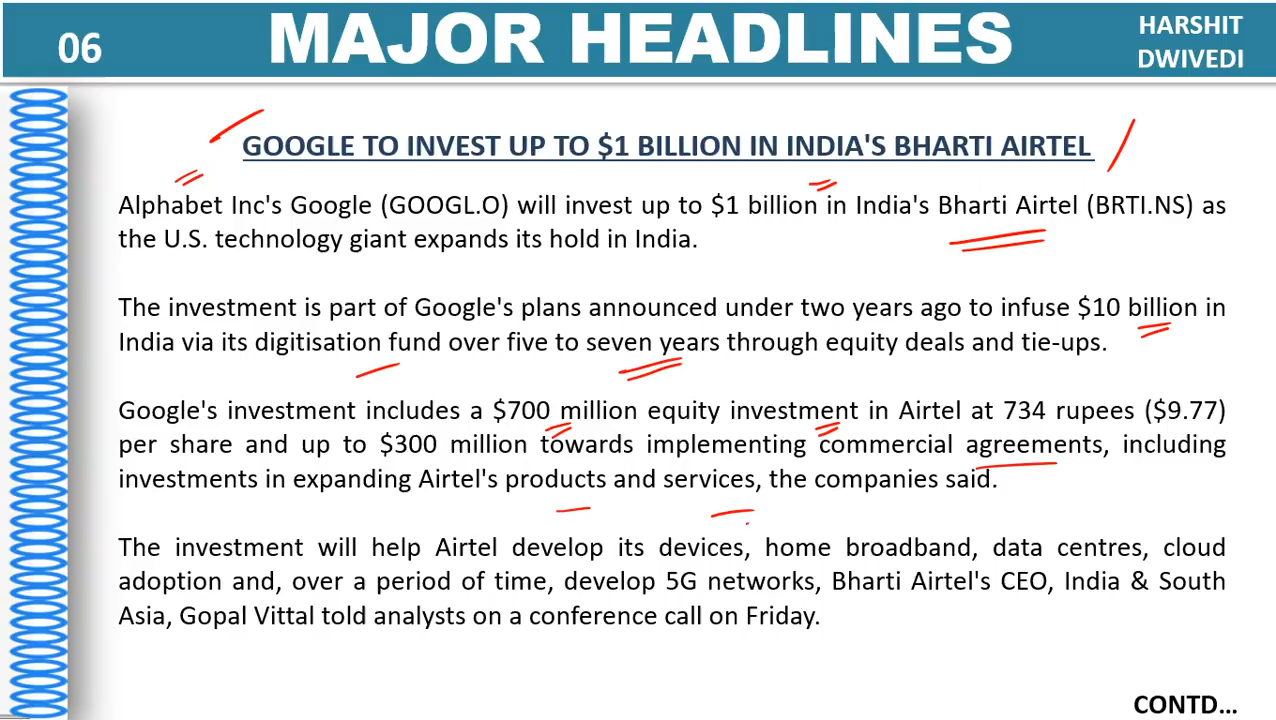 06
MAJOR HEADLINES
HARSHIT
DWIVEDI
GOOGLE TO INVEST UP TO $1 BILLION IN INDIA'S BHARTI AIRTEL
Alphabet Inc's Google (GOOGL.O) will invest up to $1 billion in India's Bharti Airtel (BRTI.NS) as
the U.S. technology giant expands its hold in India.
The investment is part of Google's plans announced under two years ago to infuse $10 billion in
India via its digitisation fund over five to seven years through equity deals and tie-ups.
Google's investment includes a $700 million equity investment in Airtel at 734 rupees ($9.77)
per share and up to $300 million towards implementing commercial agreements, including
investments in expanding Airtel's products and services, the companies said.
The investment will help Airtel develop its devices, home broadband, data centres, cloud
adoption and, over a period of time, develop 5G networks, Bharti Airtel's CEO, India & South
Asia, Gopal Vittal told analysts on a conference call on Friday.
CONTD...